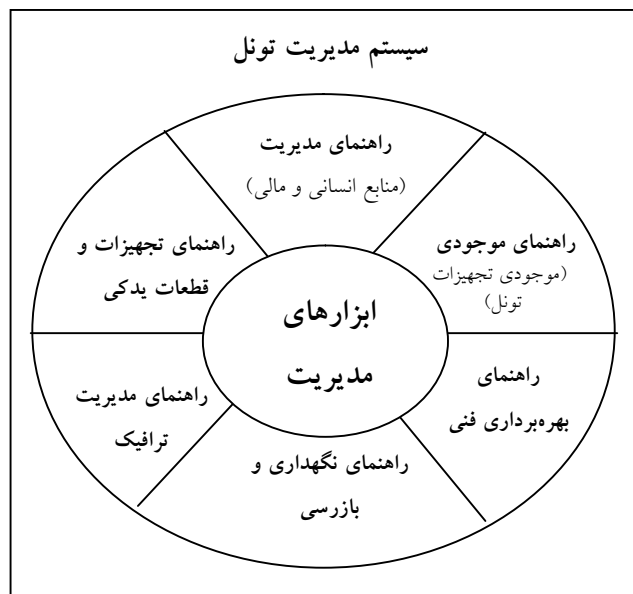 سیستم مدیریت تونل
راهنمای مدیریت
(منابع انسانی و مالی)
راهنمای موجودی
(موجودی تجهیزات
تونل)
راهنمای
بهره‌برداری فنی
راهنمای نگهداری و
بازرسی
راهنمای مدیریت
ترافیک
راهنمای تجهیزات و
قطعات یدکی
ابزارهای
مدیریت